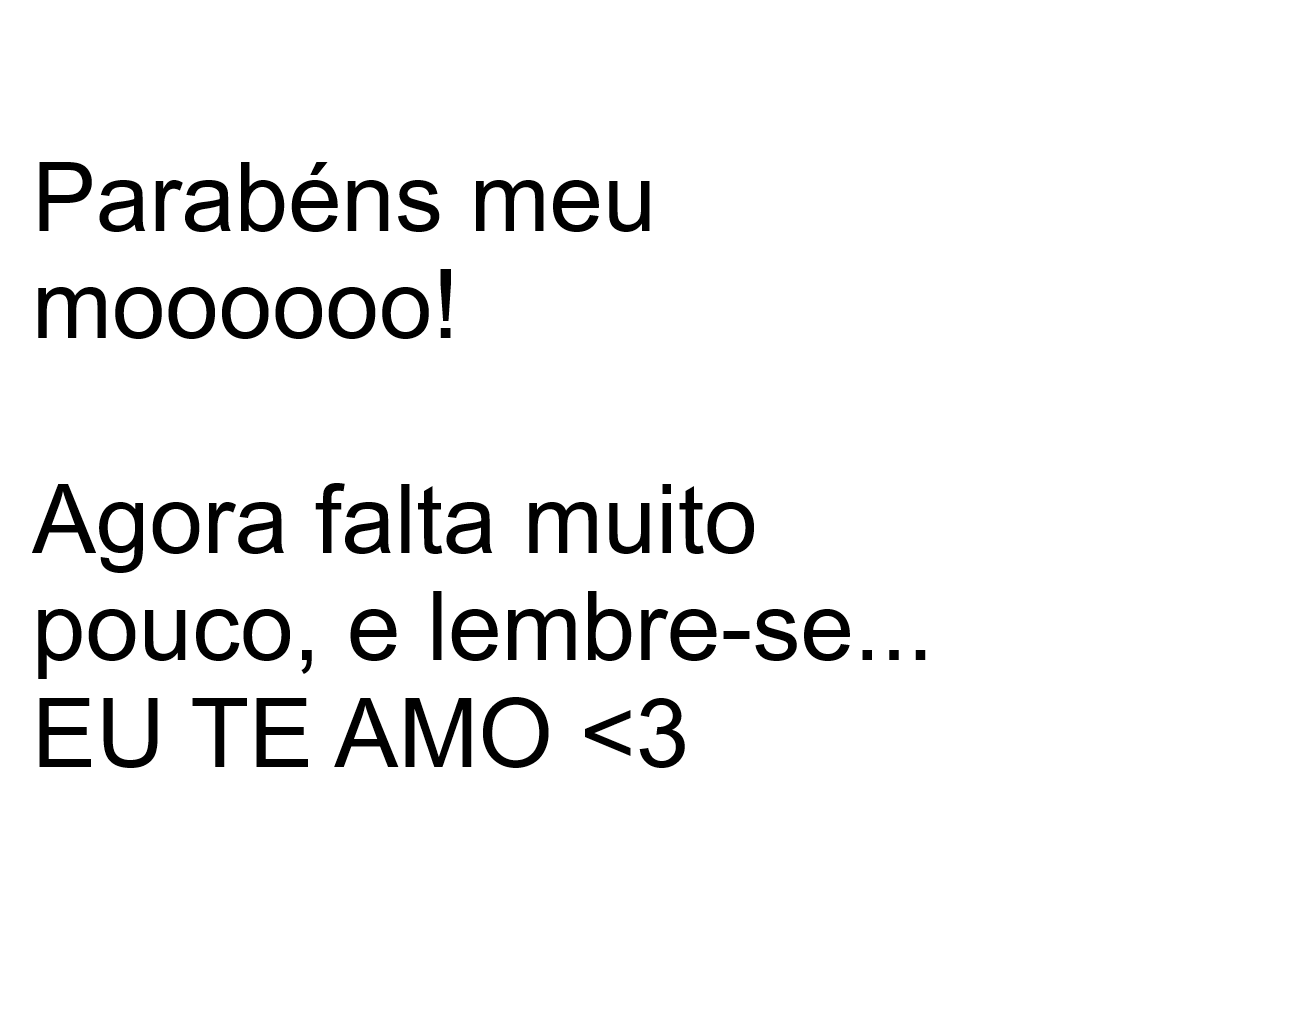 Parabéns meu
moooooo!
Agora falta muito
pouco, e lembre-se...
EU TE AMO <3